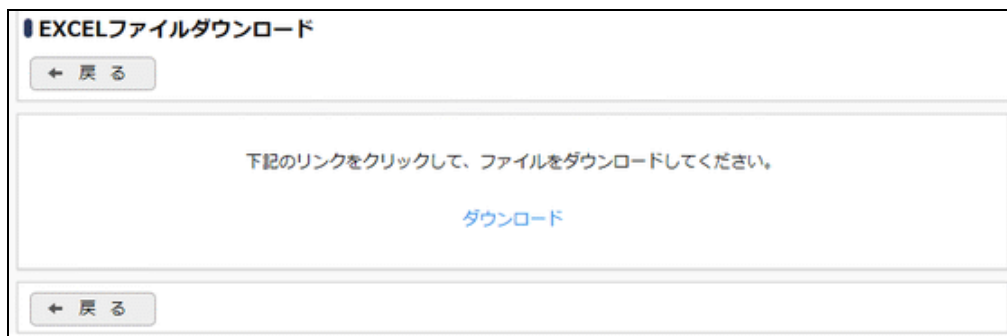 EXCELファイルダウンロード
← 戻 る
下記のリンクをクリックして、ファイルをダウンロードしてください。
ダウンロード
← 戻 る